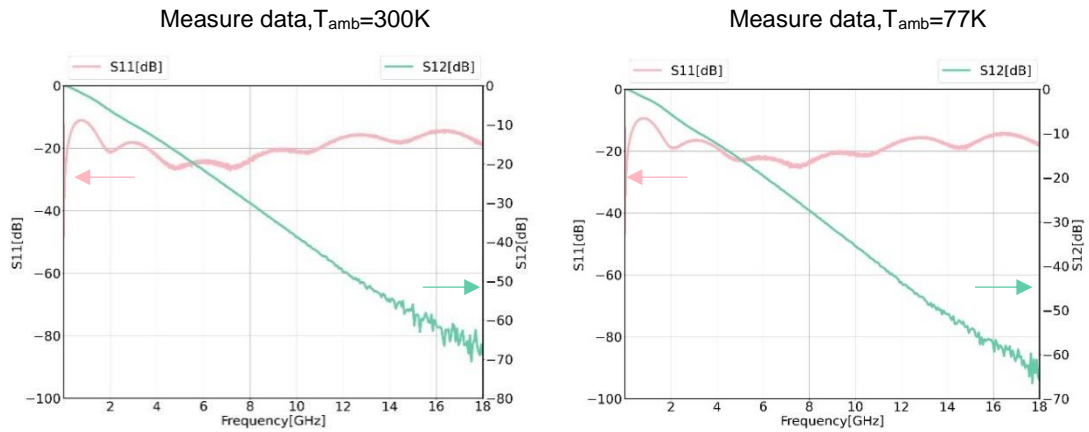 Measure data,Tamb=300K
Measure data,Tamb=77K
S11[dB]
S12[dB]
0
−20
−40
−60
−80
−100
S11[dB]
0
−10
−20
−30
−40
−50
−60
−70
−80
S12[dB]
2 4 6 8 10 12 14 16 18
Frequency[GHz]
S11[dB]
S12[dB]
0
−20
−40
−60
−80
−100
S11[dB]
0
−10
−20
−30
−40
−50
−60
−70
S12[dB]
2 4 6 8 10 12 14 16 18
Frequency[GHz]